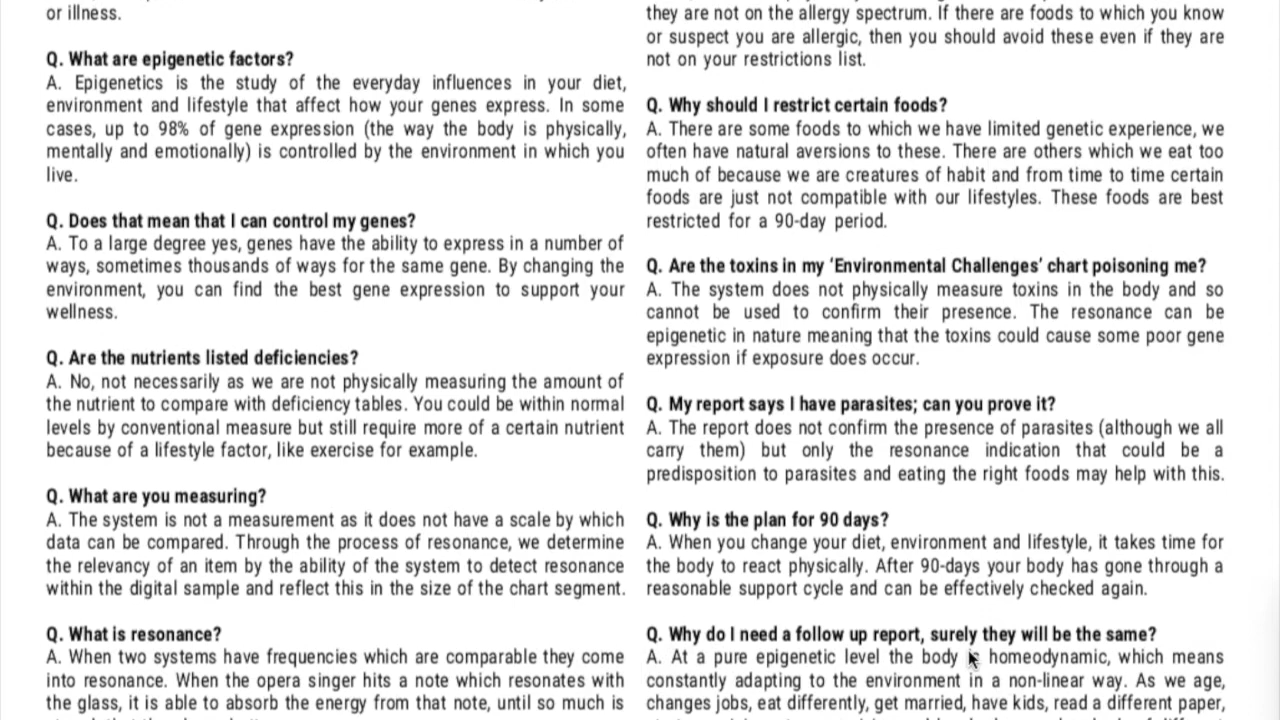 or illness.
Q. What are epigenetic factors?
A. Epigenetics is the study of the everyday influences in your diet,
environment and lifestyle that affect how your genes express. In some
cases, up to 98% of gene expression (the way the body is physically,
mentally and emotionally) is controlled by the environment in which you
live.
Q. Does that mean that I can control my genes?
A. To a large degree yes, genes have the ability to express in a number of
ways, sometimes thousands of ways for the same gene. By changing the
environment, you can find the best gene expression to support your
wellness.
Q. Are the nutrients listed deficiencies?
A. No, not necessarily as we are not physically measuring the amount of
the nutrient to compare with deficiency tables. You could be within normal
levels by conventional measure but still require more of a certain nutrient
because of a lifestyle factor, like exercise for example.
Q. What are you measuring?
A. The system is not a measurement as it does not have a scale by which
data can be compared. Through the process of resonance, we determine
the relevancy of an item by the ability of the system to detect resonance
within the digital sample and reflect this in the size of the chart segment.
Q. What is resonance?
A. When two systems have frequencies which are comparable they come
into resonance. When the opera singer hits a note which resonates with
the glass, it is able to absorb the energy from that note, until so much is
they are not on the allergy spectrum. If there are foods to which you know
or suspect you are allergic, then you should avoid these even if they are
not on your restrictions list.
Q. Why should I restrict certain foods?
A. There are some foods to which we have limited genetic experience, we
often have natural aversions to these. There are others which we eat too
much of because we are creatures of habit and from time to time certain
foods are just not compatible with our lifestyles. These foods are best
restricted for a 90-day period.
Q. Are the toxins in my ‘Environmental Challenges’ chart poisoning me?
A. The system does not physically measure toxins in the body and so
cannot be used to confirm their presence. The resonance can be
epigenetic in nature meaning that the toxins could cause some poor gene
expression if exposure does occur.
Q. My report says I have parasites; can you prove it?
A. The report does not confirm the presence of parasites (although we all
carry them) but only the resonance indication that could be a
predisposition to parasites and eating the right foods may help with this.
Q. Why is the plan for 90 days?
A. When you change your diet, environment and lifestyle, it takes time for
the body to react physically. After 90-days your body has gone through a
reasonable support cycle and can be effectively checked again.
Q. Why do I need a follow up report, surely they will be the same?
A. At a pure epigenetic level the body is homeodynamic, which means
constantly adapting to the environment in a non-linear way. As we age,
changes jobs, eat differently, get married, have kids, read a different paper,